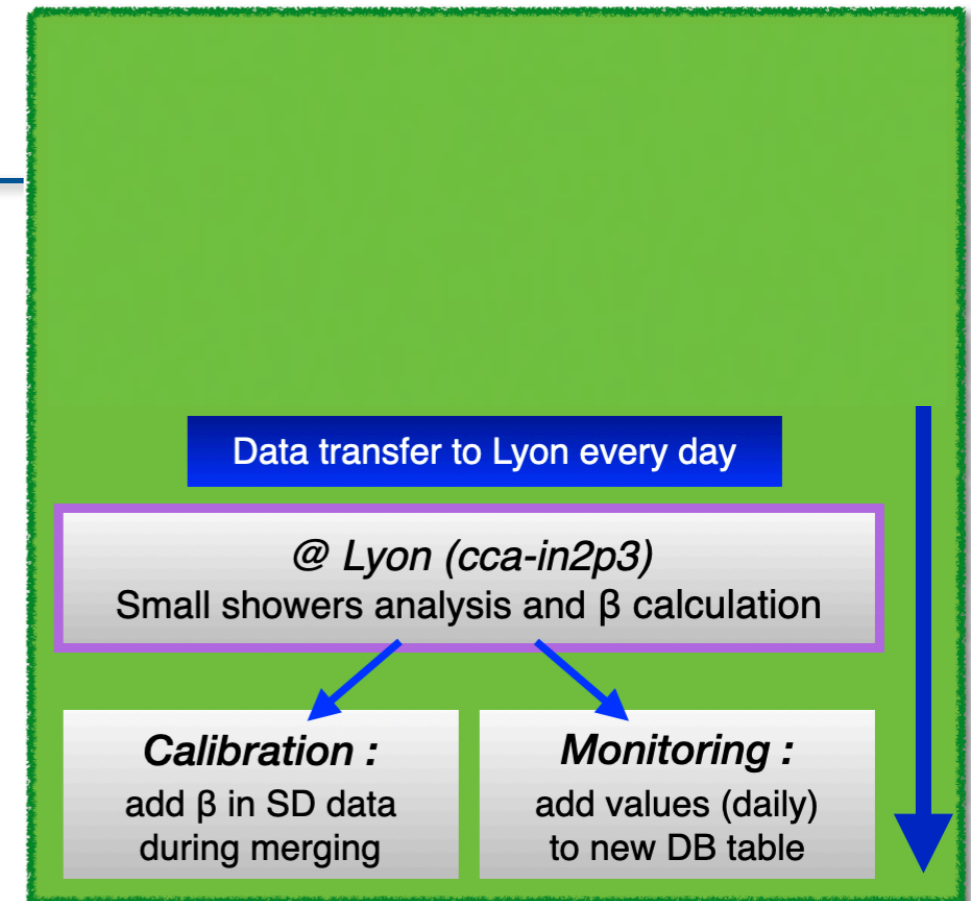 Data transfer to Lyon every day
@ Lyon (cca-in2p3)
Small showers analysis and β calculation
Calibration :
add β in SD data
during merging
Monitoring :
add values (daily)
to new DB table